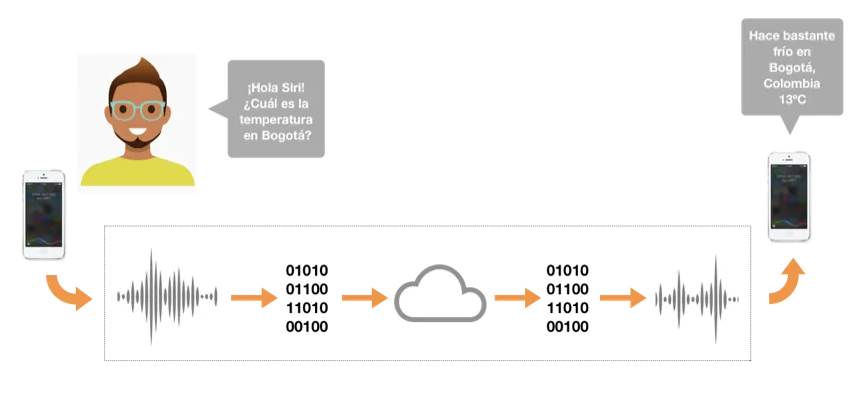 ¡Hola Siri!
¿Cuál es la
temperatura
en Bogotá?
Hace bastante
frío en
Bogotá,
Colombia
13ºC
01010
01100
11010
00100
01010
01100
11010
00100